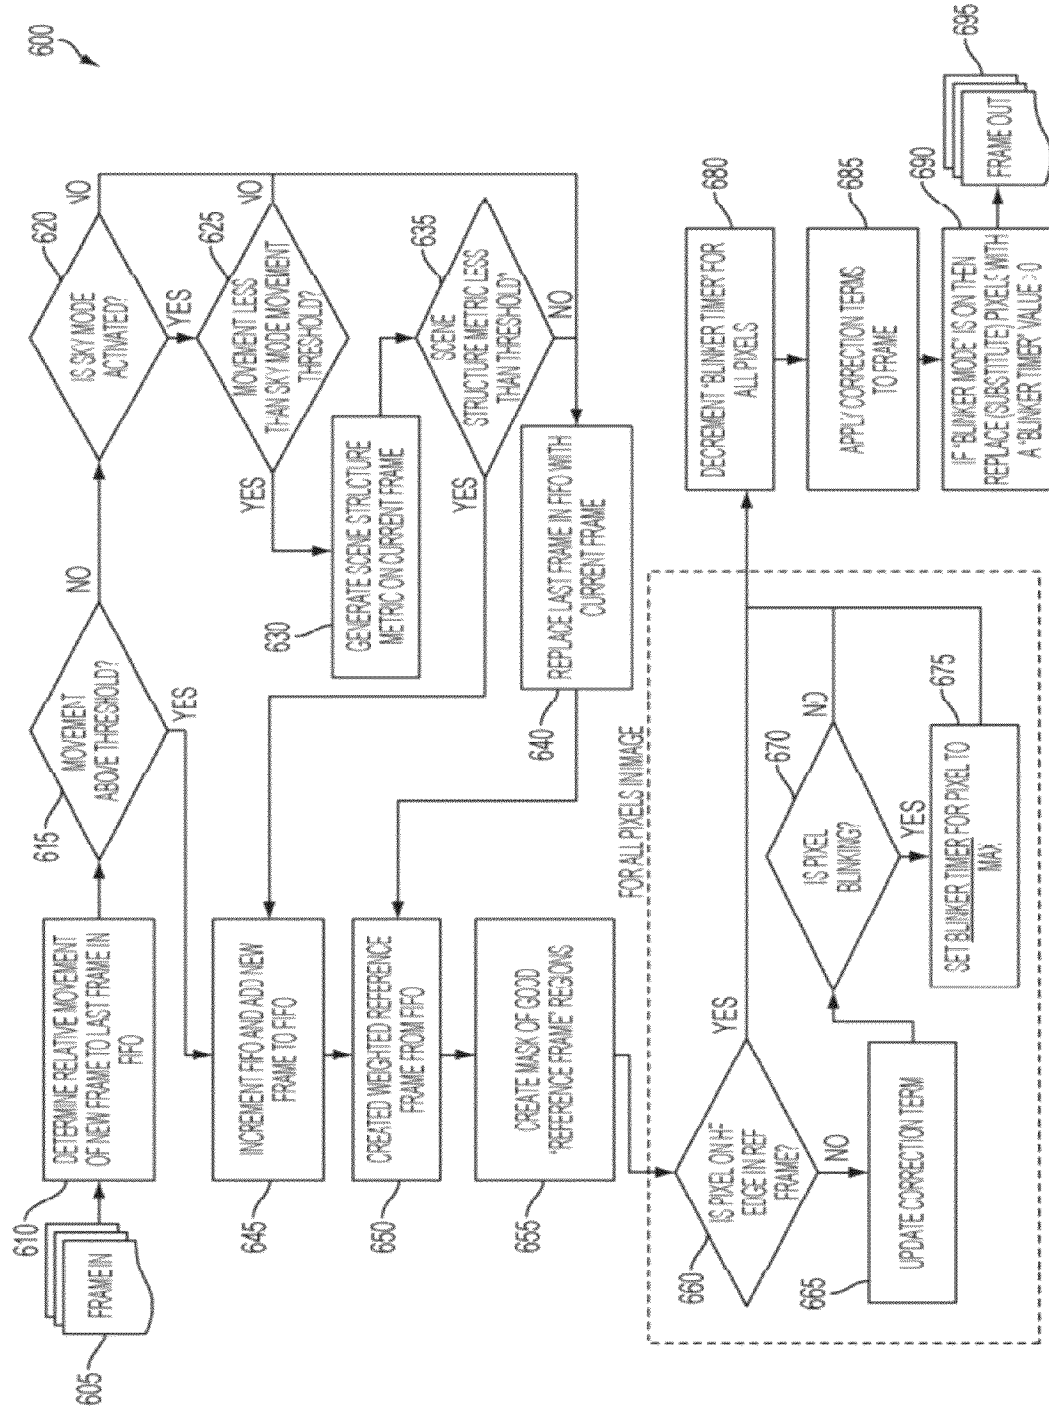 600
605
FRAME IN
610
DETERMINE RELATIVE MOVEMENT
OF NEW FRAME TO LAST FRAME IN
FIFO
615
MOVEMENT
ABOVE THRESHOLD?
NO
YES
620
IS SKY MODE
ACTIVATED?
NO
YES
625
MOVEMENT LESS
THAN SKY MODE MOVEMENT
THRESHOLD?
NO
YES
630
GENERATE SCENE STRUCTURE
METRIC ON CURRENT FRAME
635
SCENE
STRUCTURE METRIC LESS
THAN THRESHOLD"
YES
NO
640
REPLACE LAST FRAME IN FIFO WITH
CURRENT FRAME
645
INCREMENT FIFO AND ADD NEW
FRAME TO FIFO
650
CREATED WEIGHTED REFERENCE
FRAME FROM FIFO
655
CREATE MASK OF GOOD
"REFERENCE FRAME" REGIONS
FOR ALL PIXELS IN IMAGE
660
IS PIXEL ON HF
EDGE IN REF
FRAME?
YES
NO
665
UPDATE CORRECTION TERM
670
IS PIXEL
BLINKING?
NO
YES
675
SET BLINKER TIMER FOR PIXEL TO
MAX
680
DECREMENT "BLINKER TIMER" FOR
ALL PIXELS
685
APPLY CORRECTION TERMS
TO FRAME
690
IF "BLINKER MODE" IS ON THEN
REPLACE (SUBSTITUTE) PIXELS WITH
A "BLINKER TIMER" VALUE > 0
695
FRAME OUT